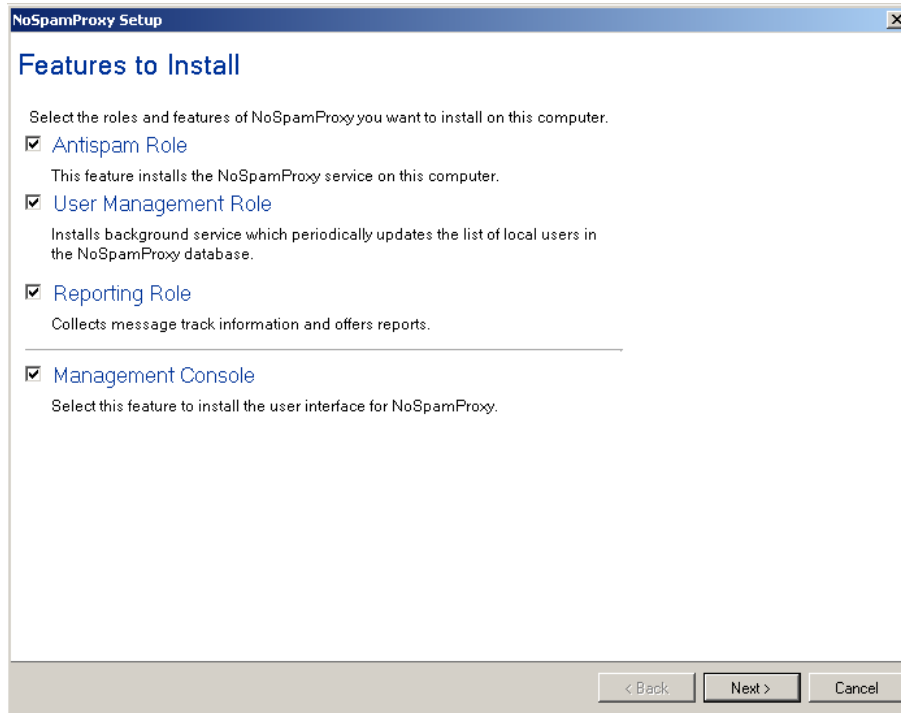 NoSpamProxy Setup
Features to Install
Select the roles and features of NoSpamProxy you want to install on this computer.
Antispam Role
This feature installs the NoSpamProxy service on this computer.
User Management Role
Installs background service which periodically updates the list of local users in
the NoSpamProxy database.
Reporting Role
Collects message track information and offers reports.
Management Console
Select this feature to install the user interface for NoSpamProxy.
< Back Next > Cancel